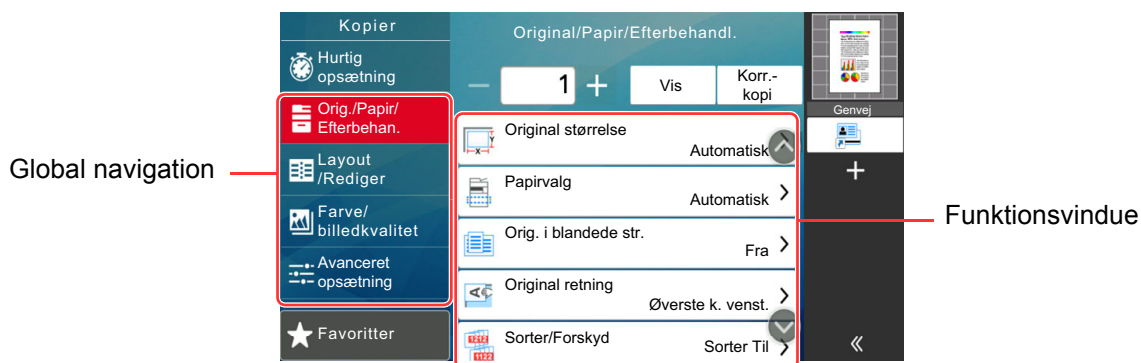 Kopier
Hurtig
opsætning
Orig./Papir/
Efterbehan.
Layout
/Rediger
Farve/
billedkvalitet
Avanceret
opsætning
Favoritter
Global navigation
Original/Papir/Efterbehandl.
1
Vis
Korr.-
kopi
Original størrelse
Automatisk
Papirvalg
Automatisk
Orig. i blandede str.
Fra
Original retning
Øverste k. venst.
1212
1122
Sorter/Forskyd
Sorter Til
Genvej
Funktionsvindue